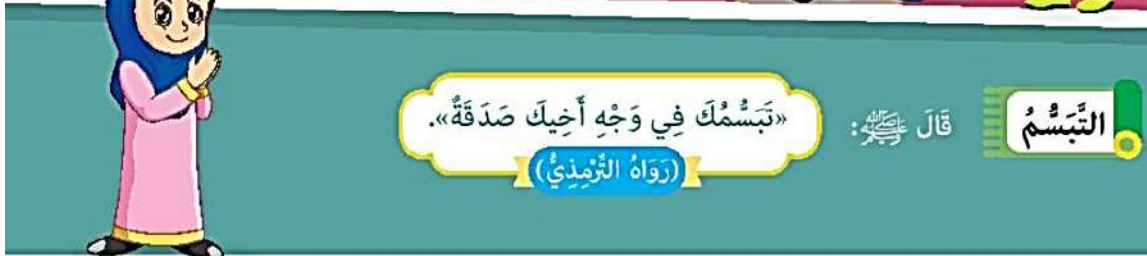 التَّبَسُّمُ
قَالَ ﷺ:
«تَبَسُّمُكَ فِي وَجْهِ أَخِيكَ صَدَقَةٌ».
(رَوَاهُ التِّرْمِذِيُّ)